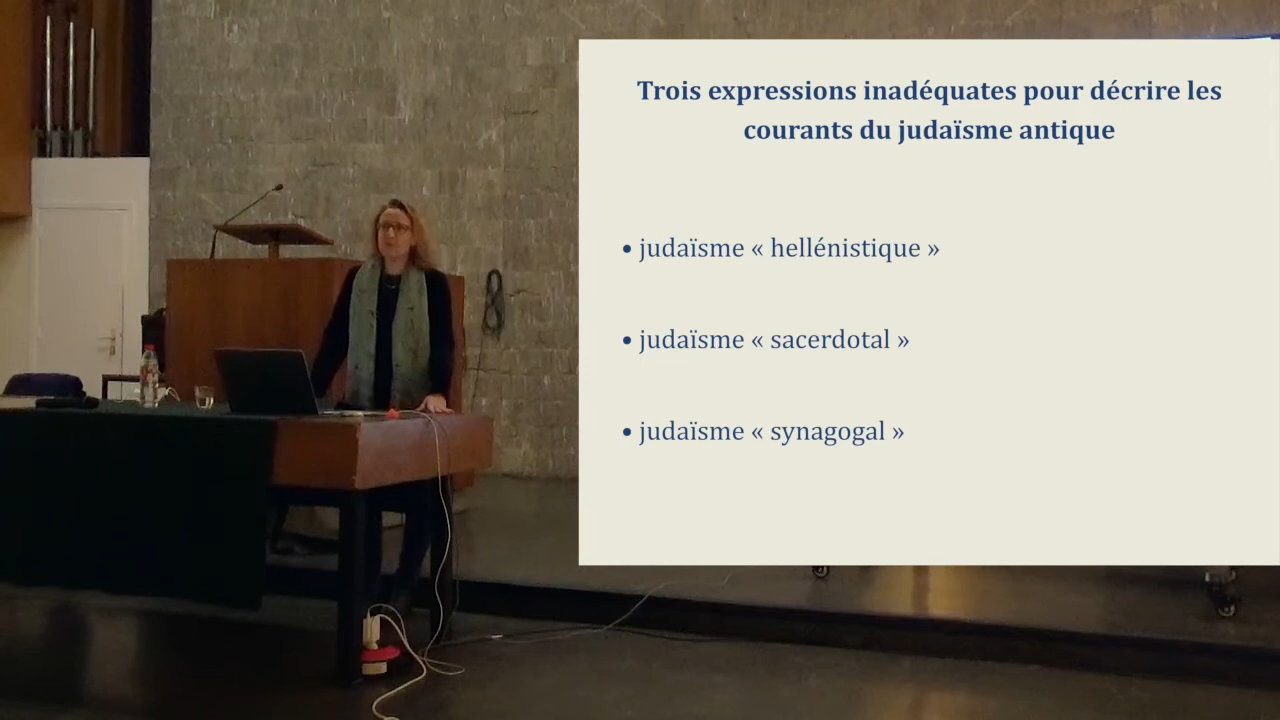 Trois expressions inadéquates pour décrire les
courants du judaïsme antique
• judaïsme « hellénistique »
• judaïsme « sacerdotal »
• judaïsme « synagogal »